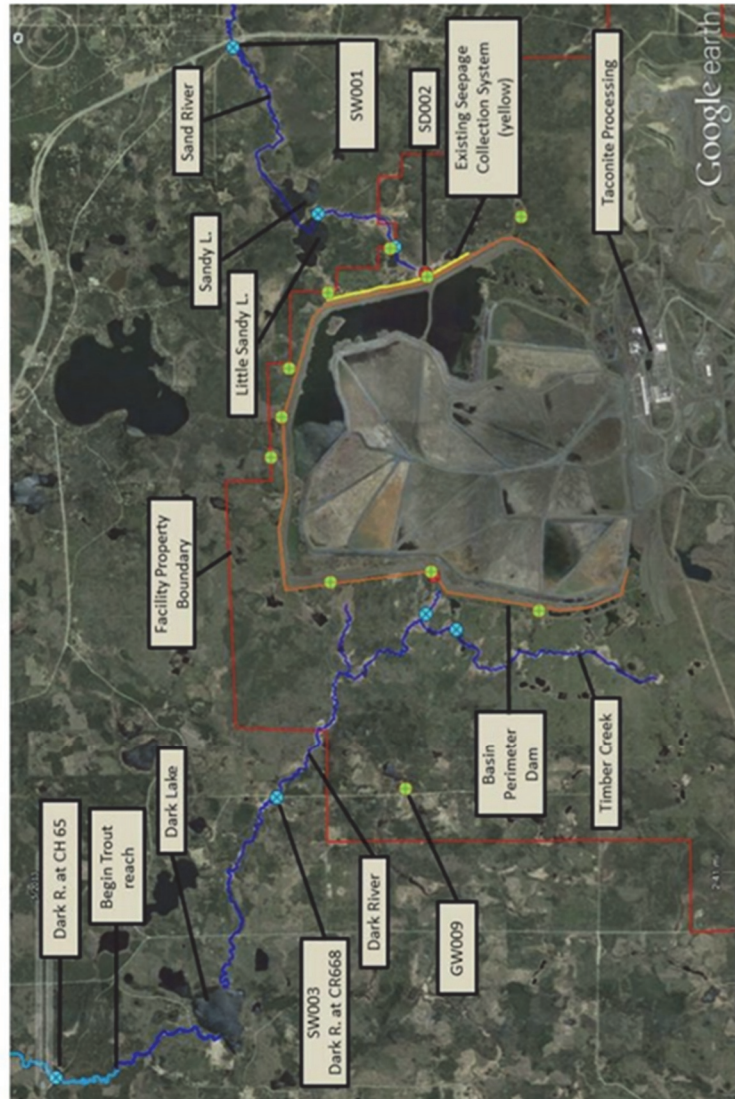 Dark R. at CH 65
Begin Trout
reach
Dark Lake
Facility Property
Boundary
Sand River
Sandy L.
Little Sandy L.
SW001
SW003
Dark R. at CR668
Dark River
SD002
GW009
Basin
Perimeter
Dam
Existing Seepage
Collection System
(yellow)
Timber Creek
Taconite Processing
Google earth